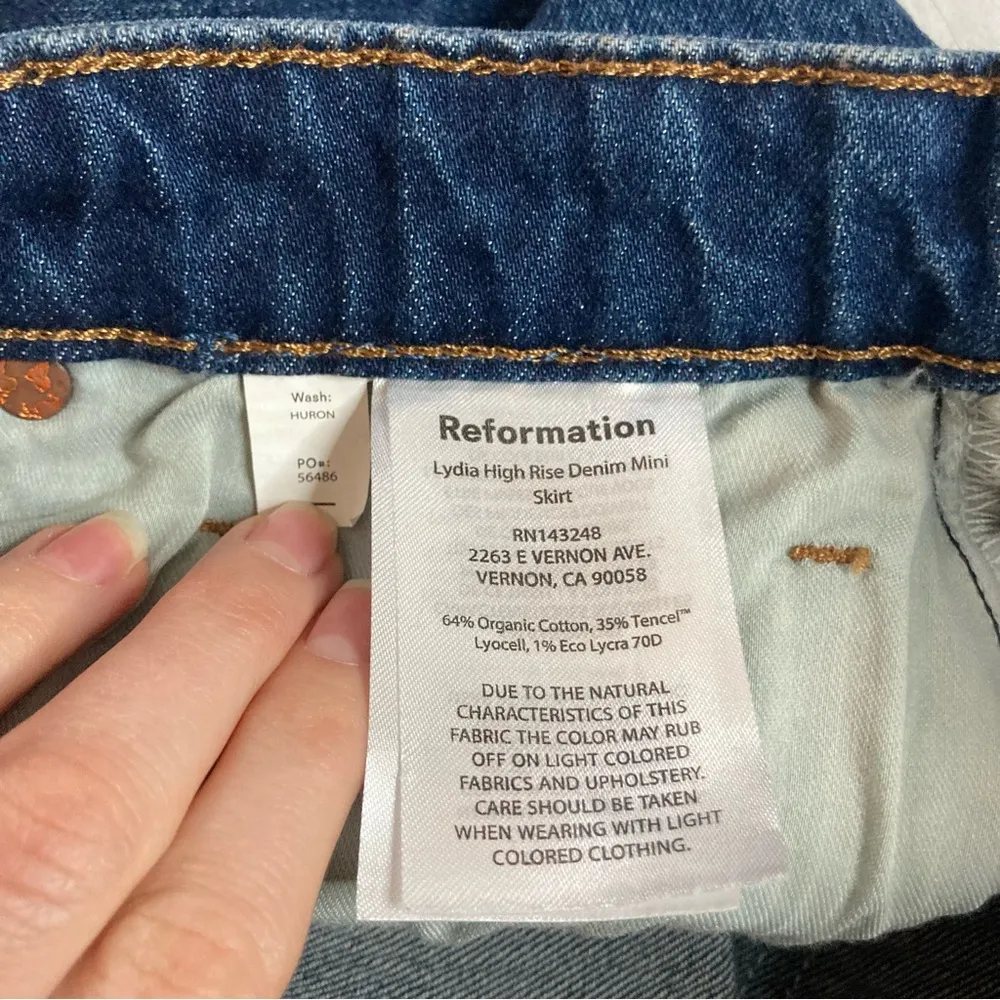 Wash:
HURON
PO#:
56486
Reformation
Lydia High Rise Denim Mini
Skirt
RN143248
2263 E VERNON AVE.
VERNON, CA 90058
64% Organic Cotton, 35% Tencel™
Lyocell, 1% Eco Lycra 70D
DUE TO THE NATURAL
CHARACTERISTICS OF THIS
FABRIC THE COLOR MAY RUB
OFF ON LIGHT COLORED
FABRICS AND UPHOLSTERY.
CARE SHOULD BE TAKEN
WHEN WEARING WITH LIGHT
COLORED CLOTHING.